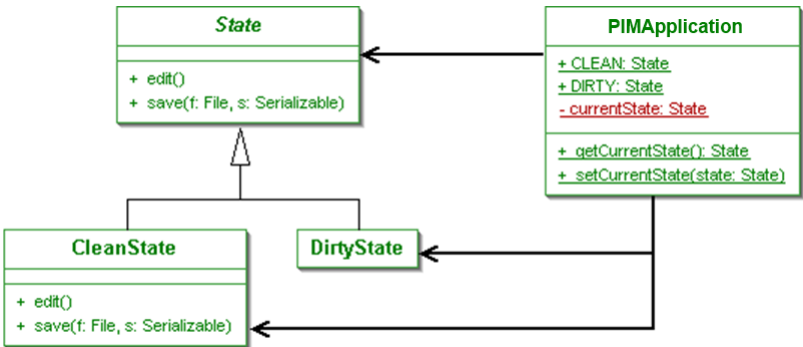 State
+ edit()
+ save(f: File, s: Serializable)
PIMApplication
+ CLEAN: State
+ DIRTY: State
- currentState: State
+ getCurrentState(): State
+ setCurrentState(state: State)
CleanState
+ edit()
+ save(f: File, s: Serializable)
DirtyState